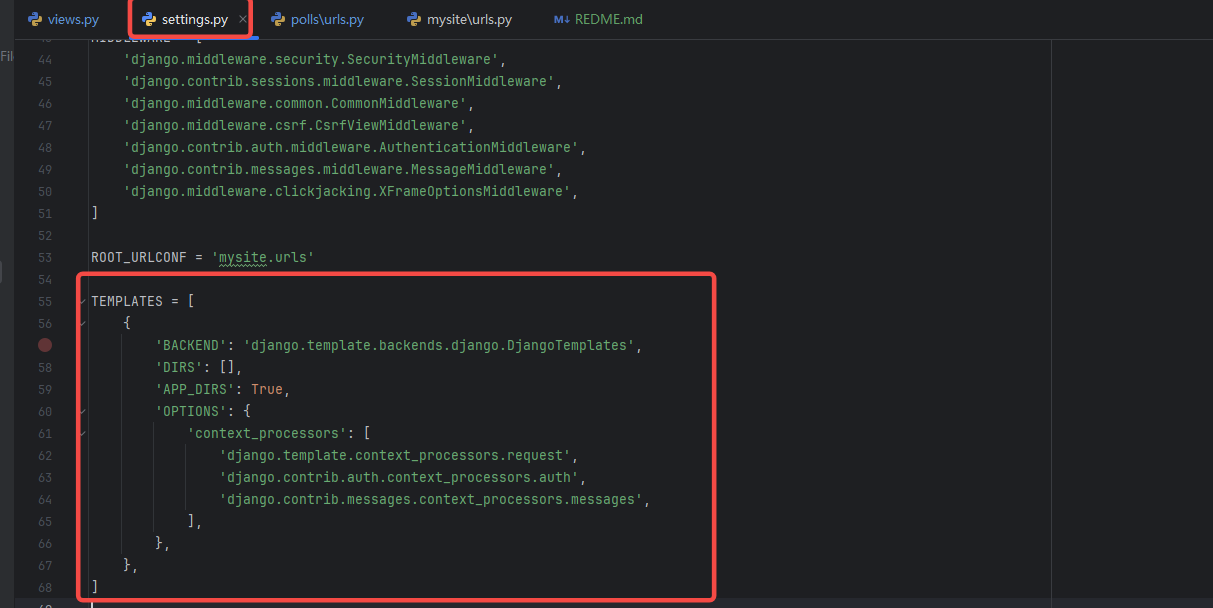 views.py settings.py polls\urls.py mysite\urls.py M↓ REDME.md
Fil
MIDDLEWARE = [
44 'django.middleware.security.SecurityMiddleware',
45 'django.contrib.sessions.middleware.SessionMiddleware',
46 'django.middleware.common.CommonMiddleware',
47 'django.middleware.csrf.CsrfViewMiddleware',
48 'django.contrib.auth.middleware.AuthenticationMiddleware',
49 'django.contrib.messages.middleware.MessageMiddleware',
50 'django.middleware.clickjacking.XFrameOptionsMiddleware',
51 ]
52
53 ROOT_URLCONF = 'mysite.urls'
54
55 TEMPLATES = [
56 {
'BACKEND': 'django.template.backends.django.DjangoTemplates',
58 'DIRS': [],
59 'APP_DIRS': True,
60 'OPTIONS': {
61 'context_processors': [
62 'django.template.context_processors.request',
63 'django.contrib.auth.context_processors.auth',
64 'django.contrib.messages.context_processors.messages',
65 ],
66 },
67 },
68 ]